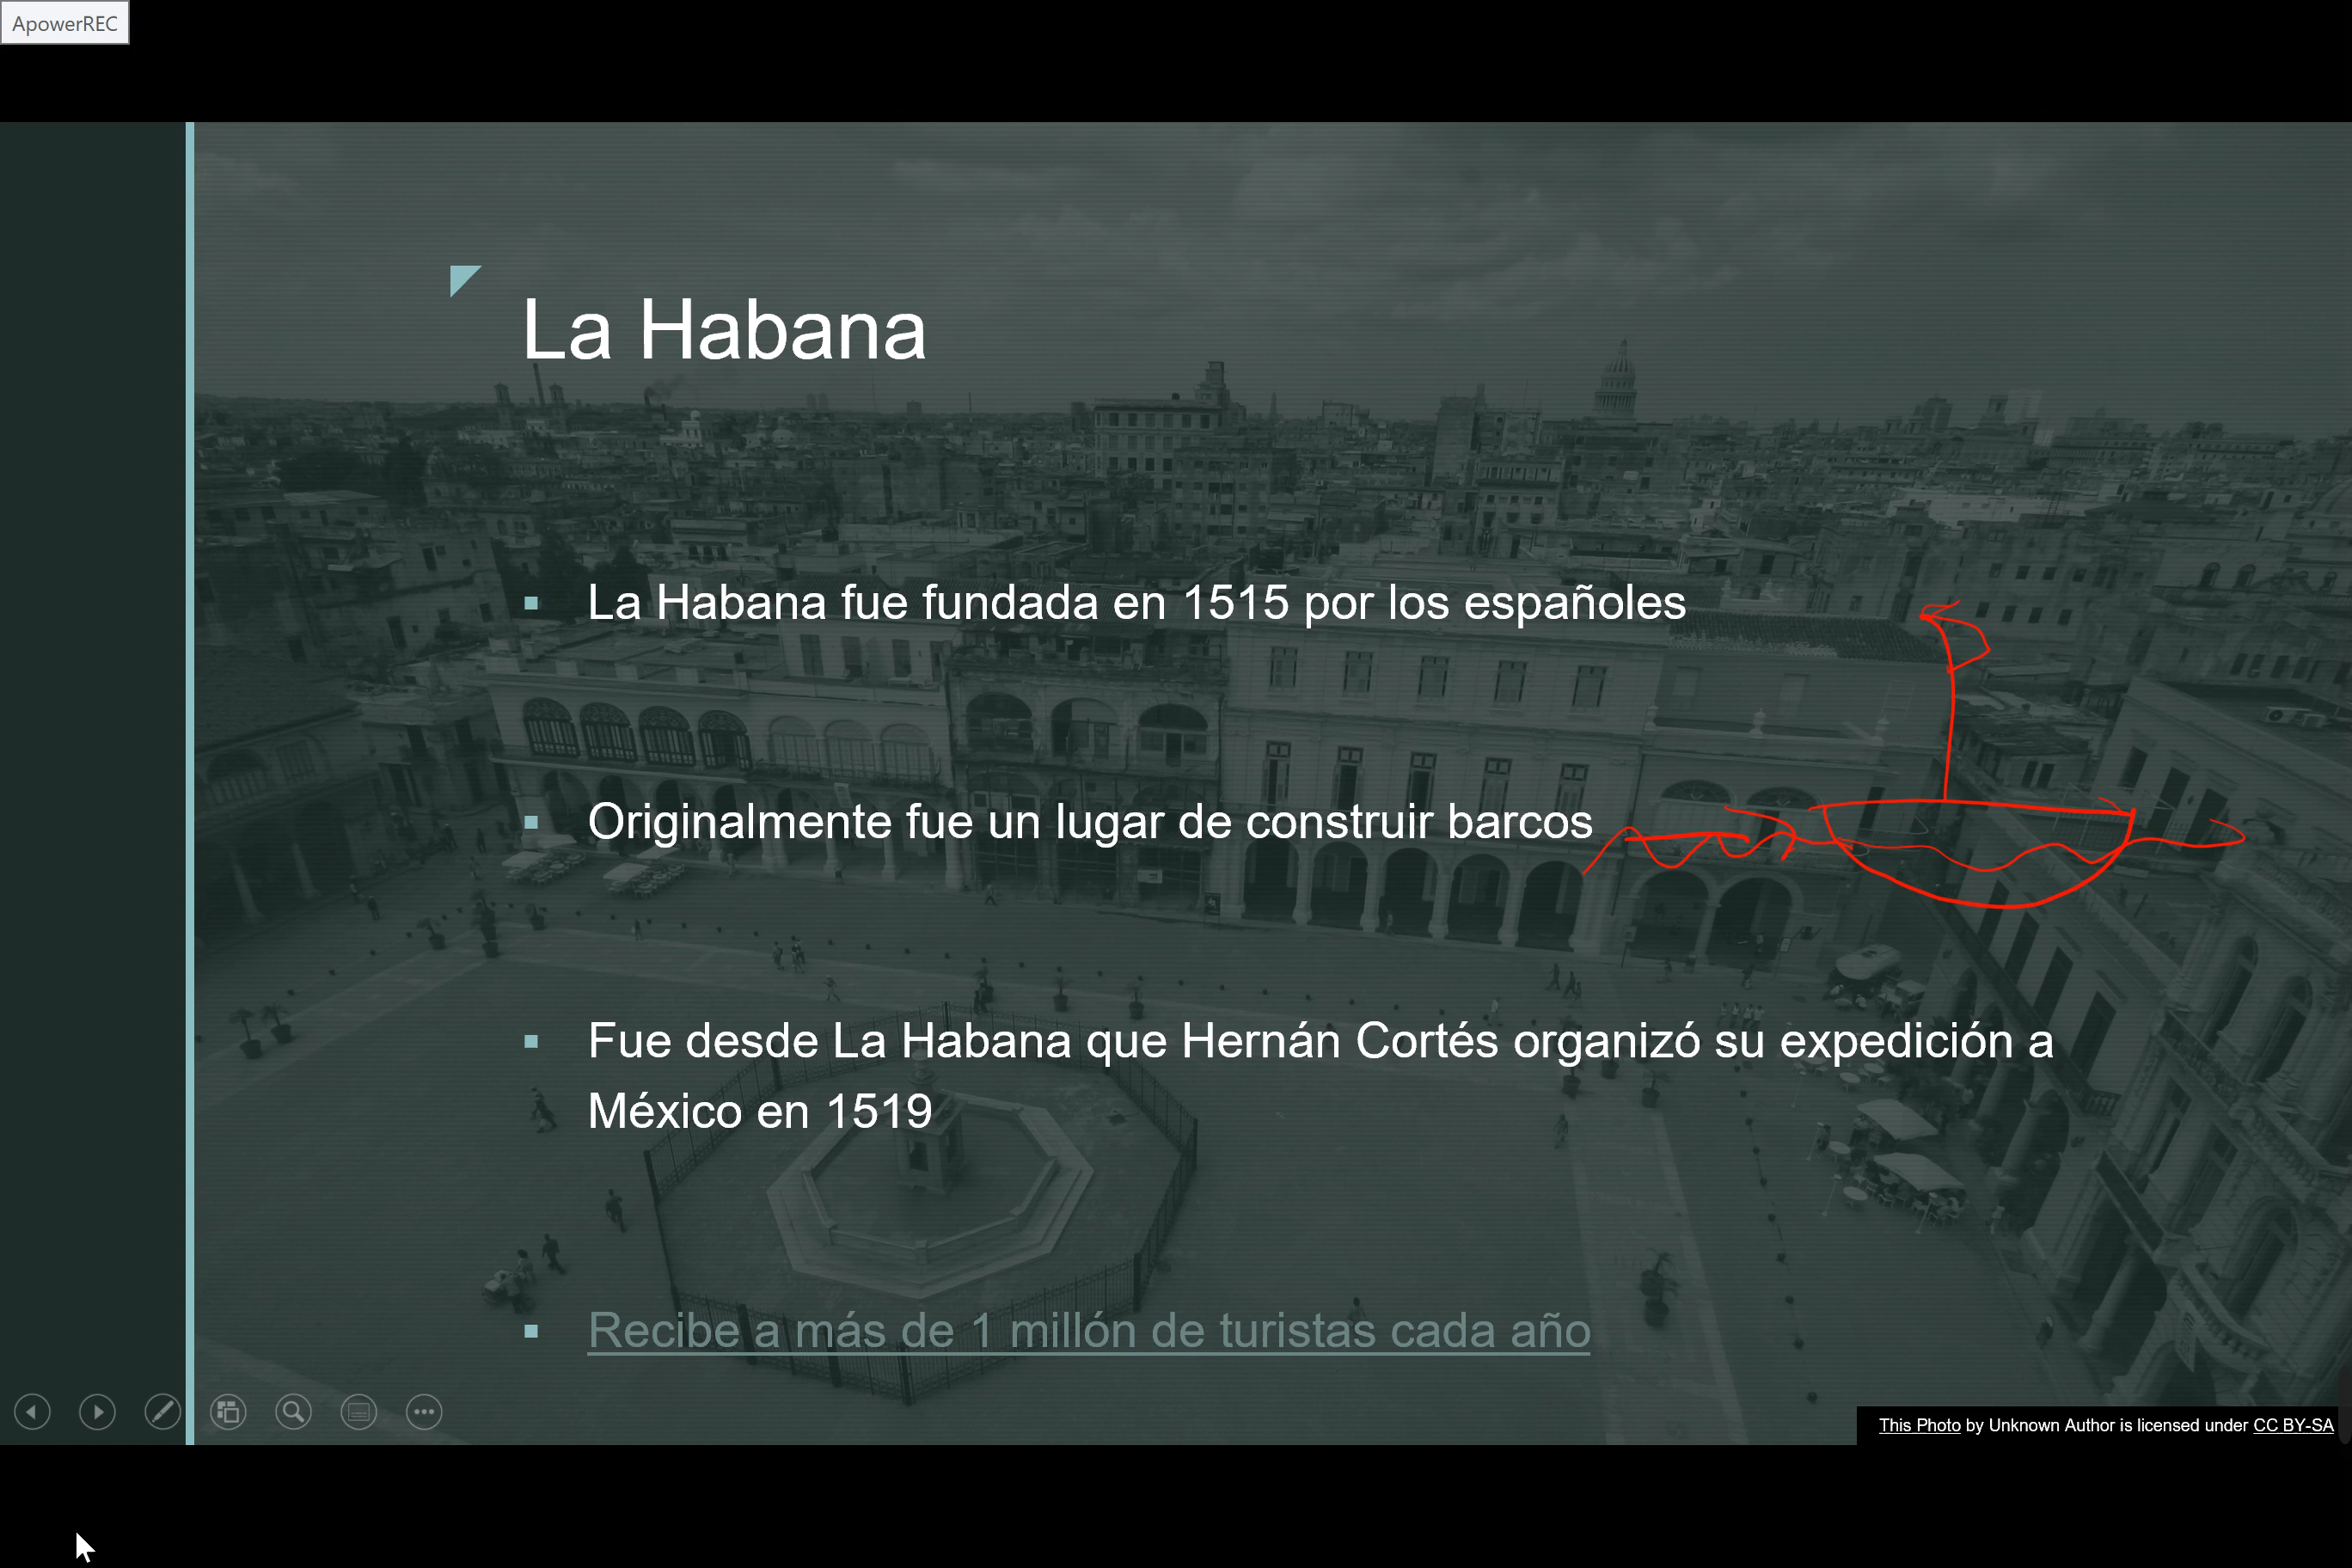 ApowerREC
La Habana
La Habana fue fundada en 1515 por los españoles
Originalmente fue un lugar de construir barcos
Fue desde La Habana que Hernán Cortés organizó su expedición a
México en 1519
Recibe a más de 1 millón de turistas cada año
This Photo by Unknown Author is licensed under CC BY-SA